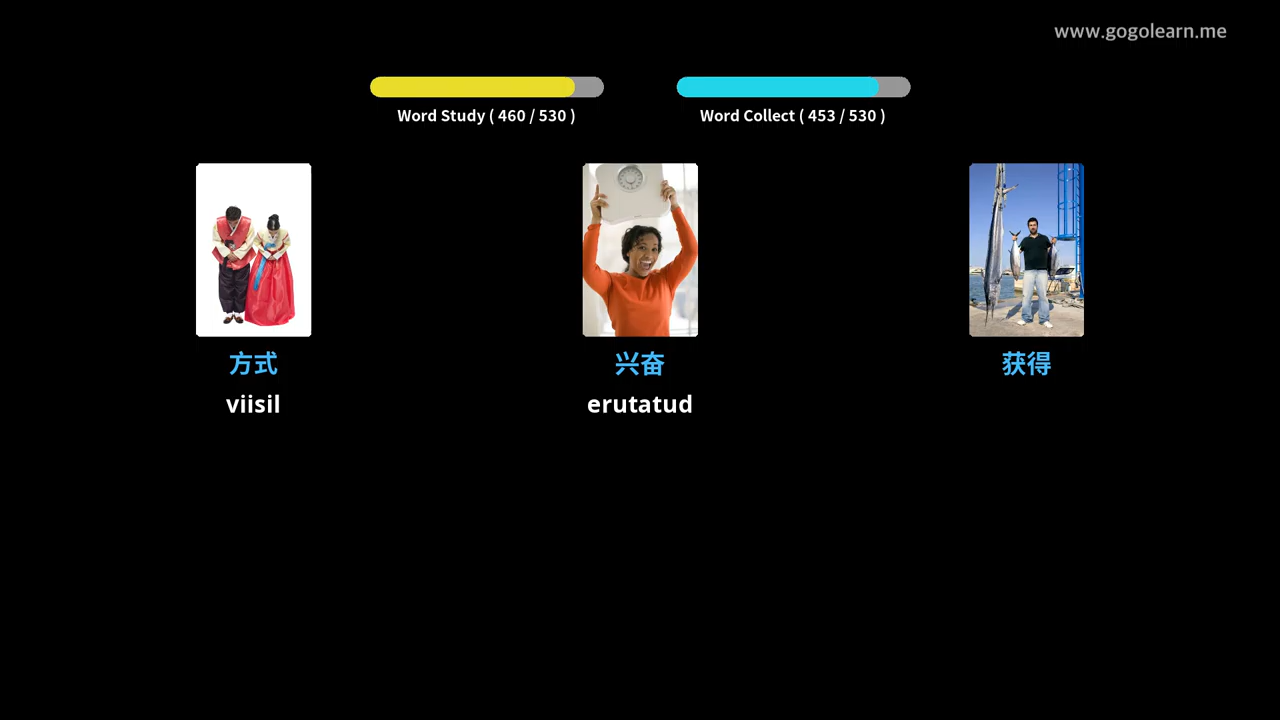 www.gogolearn.me
Word Study ( 460 / 530 )
Word Collect ( 453 / 530 )
方式
兴奋
获得
viisil
erutatud